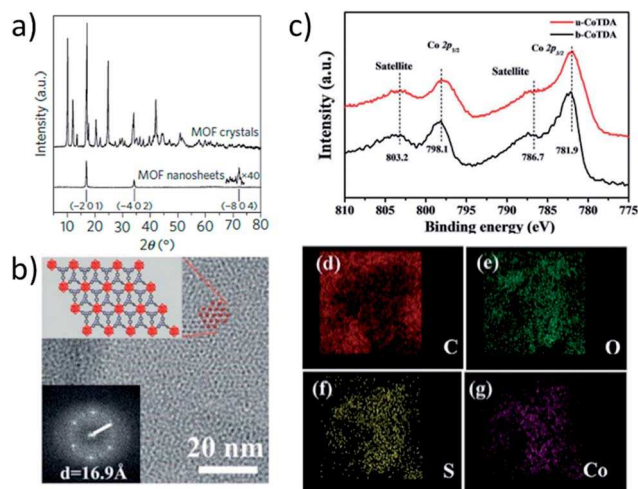 a)
Intensity (a.u.)
MOF crystals
MOF nanosheets
×40
(−2 0 1)
(−4 0 2)
(−8 0 4)
5 10 20 30 40 50 60 70 80
2θ (°)
b)
d=16.9Å
20 nm
c)
Intensity (a.u.)
u-CoTDA
b-CoTDA
Co 2p1/2
Co 2p3/2
Satellite
Satellite
803.2
798.1
786.7
781.9
810 805 800 795 790 785 780 775
Binding energy (eV)
(d)
C
(e)
O
(f)
S
(g)
Co